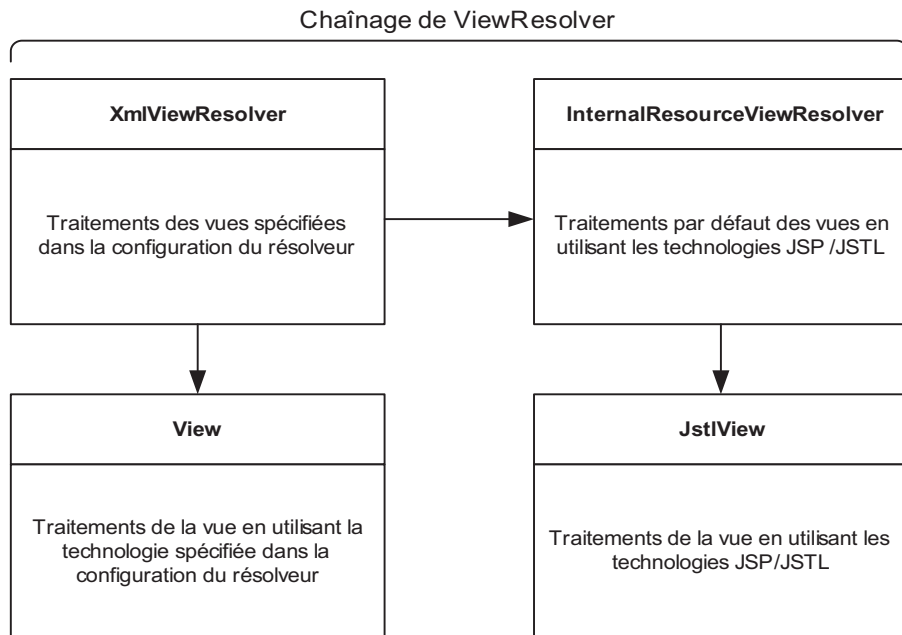 Chaînage de ViewResolver
XmlViewResolver
Traitements des vues spécifiées
dans la configuration du résolveur
InternalResourceViewResolver
Traitements par défaut des vues en
utilisant les technologies JSP /JSTL
View
Traitements de la vue en utilisant la
technologie spécifiée dans la
configuration du résolveur
JstlView
Traitements de la vue en utilisant les
technologies JSP/JSTL